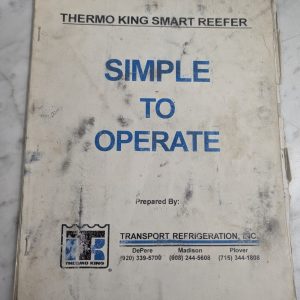 THERMO KING SMART REEFER
SIMPLE
TO
OPERATE
Prepared By:
TRANSPORT REFRIGERATION, INC.
DePere Madison Plover
(920) 339-5700 (608) 244-5608 (715) 344-1808
THERMO KING